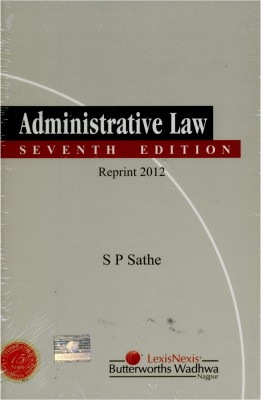 Administrative Law
SEVENTH EDITION
Reprint 2012
S P Sathe
LexisNexis®
Butterworths Wadhwa
Nagpur